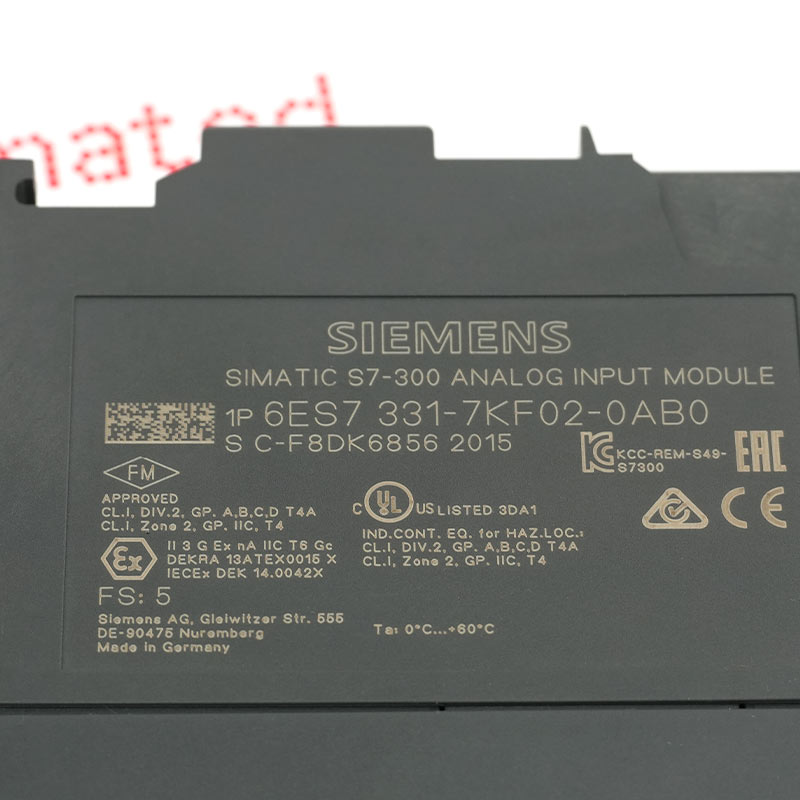 nated
SIEMENS
SIMATIC S7-300 ANALOG INPUT MODULE
1P 6ES7 331-7KF02-0AB0
S C-F8DK6856 2015
KCC-REM-S49-
S7300
EAC
FM
APPROVED
CL.I, DIV.2, GP. A,B,C,D T4A
CL.I, Zone 2, GP. IIC, T4
C UL US LISTED 3DA1
IND.CONT. EQ. for HAZ.LOC.:
CL.I, DIV.2, GP. A,B,C,D T4A
CL.I, Zone 2, GP. IIC, T4
CE
Ex II 3 G Ex nA IIC T6 Gc
DEKRA 13ATEX0015 X
IECEx DEK 14.0042X
FS: 5
Siemens AG, Gleiwitzer Str. 555
DE-90475 Nuremberg
Made in Germany
Ta: 0°C...+60°C